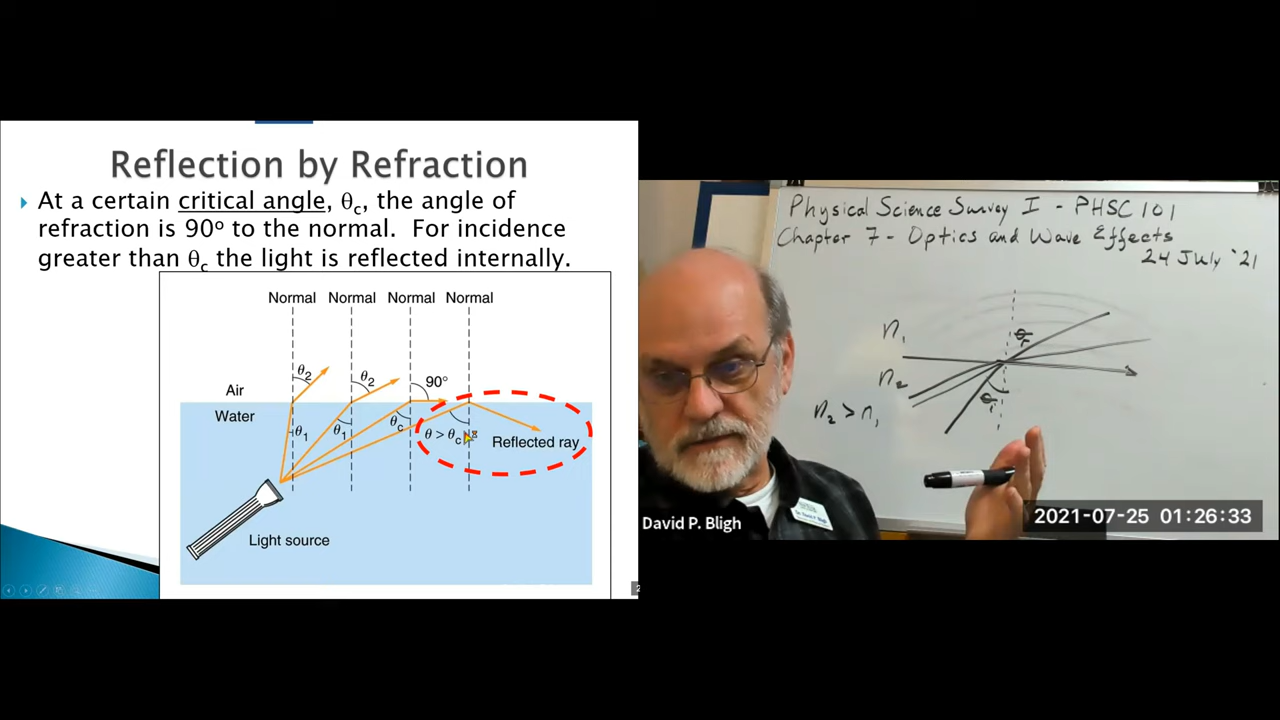 Reflection by Refraction
At a certain critical angle, θc, the angle of
refraction is 90º to the normal. For incidence
greater than θc the light is reflected internally.
Normal Normal Normal Normal
θ2
θ2
90°
Air
Water
θ1
θ1
θc
θ > θc
Reflected ray
Light source
Physical Science Survey I - PHSC 101
Chapter 7 - Optics and Wave Effects
24 July '21
n1
θr
n2
θi
n2 > n1
David P. Bligh
2021-07-25 01:26:33